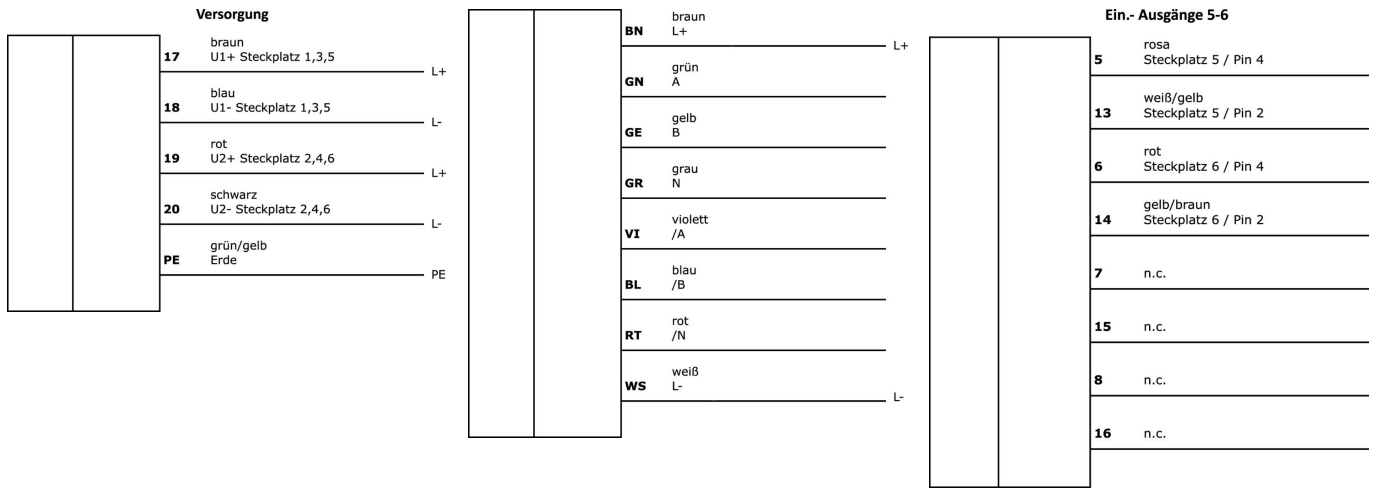 Versorgung
braun
17 U1+ Steckplatz 1,3,5
L+
blau
18 U1- Steckplatz 1,3,5
L-
rot
19 U2+ Steckplatz 2,4,6
L+
schwarz
20 U2- Steckplatz 2,4,6
L-
grün/gelb
PE Erde
PE
braun
BN L+
L+
grün
GN A
gelb
GE B
grau
GR N
violett
VI /A
blau
BL /B
rot
RT /N
weiß
WS L-
L-
Ein.- Ausgänge 5-6
rosa
5 Steckplatz 5 / Pin 4
weiß/gelb
13 Steckplatz 5 / Pin 2
rot
6 Steckplatz 6 / Pin 4
gelb/braun
14 Steckplatz 6 / Pin 2
7 n.c.
15 n.c.
8 n.c.
16 n.c.